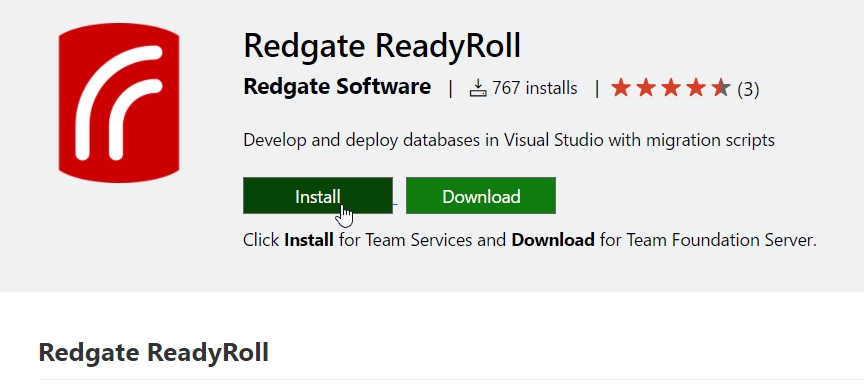 Redgate ReadyRoll
Redgate Software | 767 installs | (3)
Develop and deploy databases in Visual Studio with migration scripts
Install Download
Click Install for Team Services and Download for Team Foundation Server.
Redgate ReadyRoll